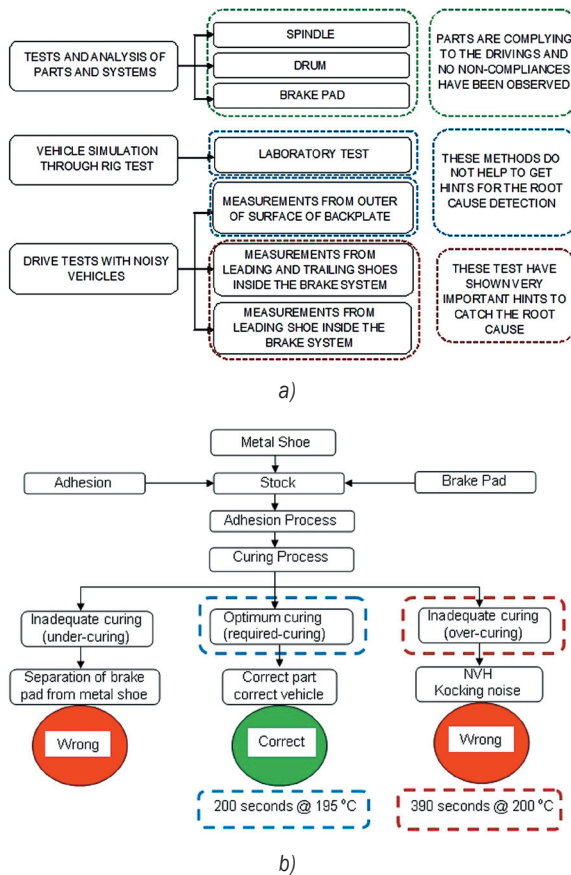 SPINDLE
TESTS AND ANALYSIS OF
PARTS AND SYSTEMS
DRUM
BRAKE PAD
PARTS ARE COMPLYING
TO THE DRIVINGS AND
NO NON-COMPLIANCES
HAVE BEEN OBSERVED
VEHICLE SIMULATION
THROUGH RIG TEST
LABORATORY TEST
MEASUREMENTS FROM OUTER
OF SURFACE OF BACKPLATE
THESE METHODS DO
NOT HELP TO GET
HINTS FOR THE ROOT
CAUSE DETECTION
DRIVE TESTS WITH NOISY
VEHICLES
MEASUREMENTS FROM
LEADING AND TRAILING SHOES
INSIDE THE BRAKE SYSTEM
MEASUREMENTS FROM
LEADING SHOE INSIDE THE
BRAKE SYSTEM
THESE TEST HAVE
SHOWN VERY
IMPORTANT HINTS TO
CATCH THE ROOT
CAUSE
a)
Metal Shoe
Adhesion
Stock
Brake Pad
Adhesion Process
Curing Process
Inadequate curing
(under-curing)
Optimum curing
(required-curing)
Inadequate curing
(over-curing)
Separation of brake
pad from metal shoe
Correct part
correct vehicle
NVH
Kocking noise
Wrong
Correct
Wrong
200 seconds @ 195 ºC
390 seconds @ 200 ºC
b)